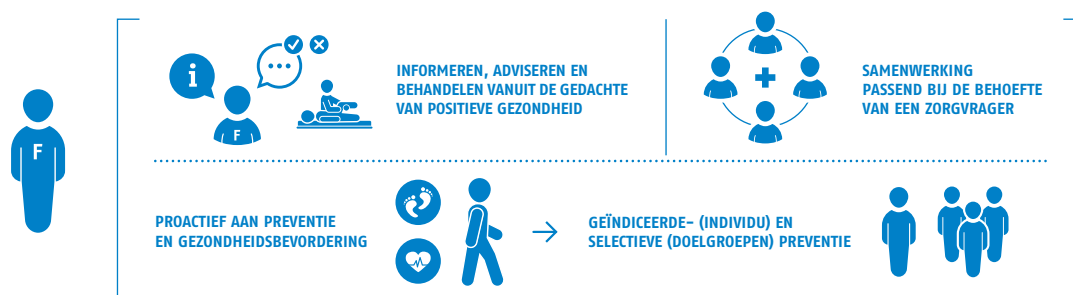 F
i
F
INFORMEREN, ADVISEREN EN
BEHANDELEN VANUIT DE GEDACHTE
VAN POSITIEVE GEZONDHEID
SAMENWERKING
PASSEND BIJ DE BEHOEFTE
VAN EEN ZORGVRAGER
PROACTIEF AAN PREVENTIE
EN GEZONDHEIDSBEVORDERING
GEÏNDICEERDE- (INDIVIDU) EN
SELECTIEVE (DOELGROEPEN) PREVENTIE